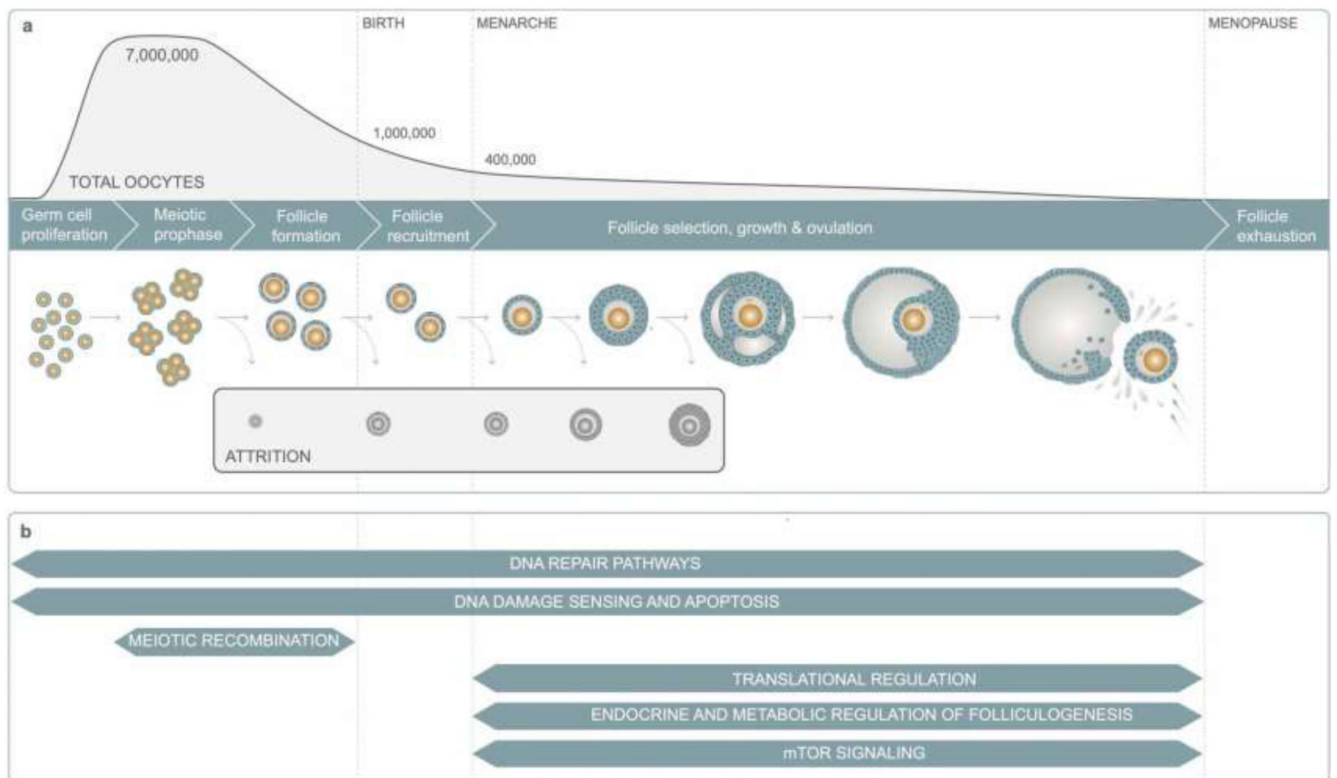 a
BIRTH
MENARCHE
MENOPAUSE
7,000,000
1,000,000
400,000
TOTAL OOCYTES
Germ cell
proliferation
Meiotic
prophase
Follicle
formation
Follicle
recruitment
Follicle selection, growth & ovulation
Follicle
exhaustion
ATTRITION
b
DNA REPAIR PATHWAYS
DNA DAMAGE SENSING AND APOPTOSIS
MEIOTIC RECOMBINATION
TRANSLATIONAL REGULATION
ENDOCRINE AND METABOLIC REGULATION OF FOLLICULOGENESIS
mTOR SIGNALING